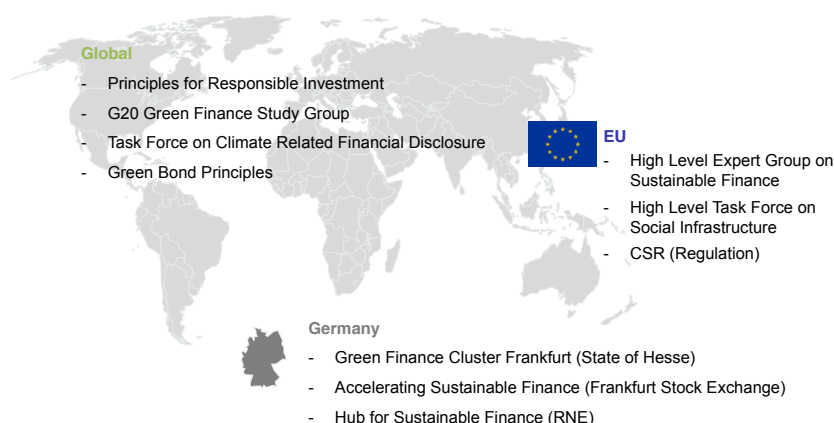 Global
- Principles for Responsible Investment
- G20 Green Finance Study Group
- Task Force on Climate Related Financial Disclosure
- Green Bond Principles
EU
- High Level Expert Group on
Sustainable Finance
- High Level Task Force on
Social Infrastructure
- CSR (Regulation)
Germany
- Green Finance Cluster Frankfurt (State of Hesse)
- Accelerating Sustainable Finance (Frankfurt Stock Exchange)
- Hub for Sustainable Finance (RNE)